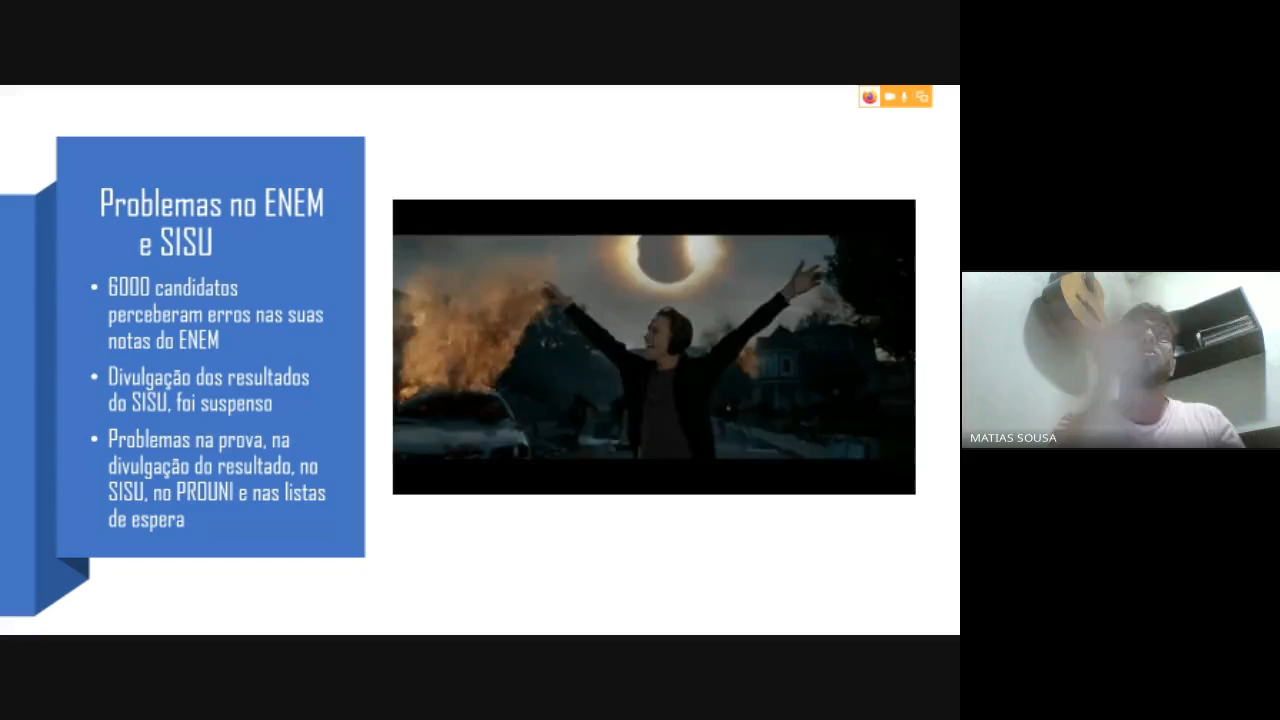 Problemas no ENEM
e SISU
• 6000 candidatos
perceberam erros nas suas
notas do ENEM
• Divulgação dos resultados
do SISU, foi suspenso
• Problemas na prova, na
divulgação do resultado, no
SISU, no PROUNI e nas listas
de espera
MATIAS SOUSA